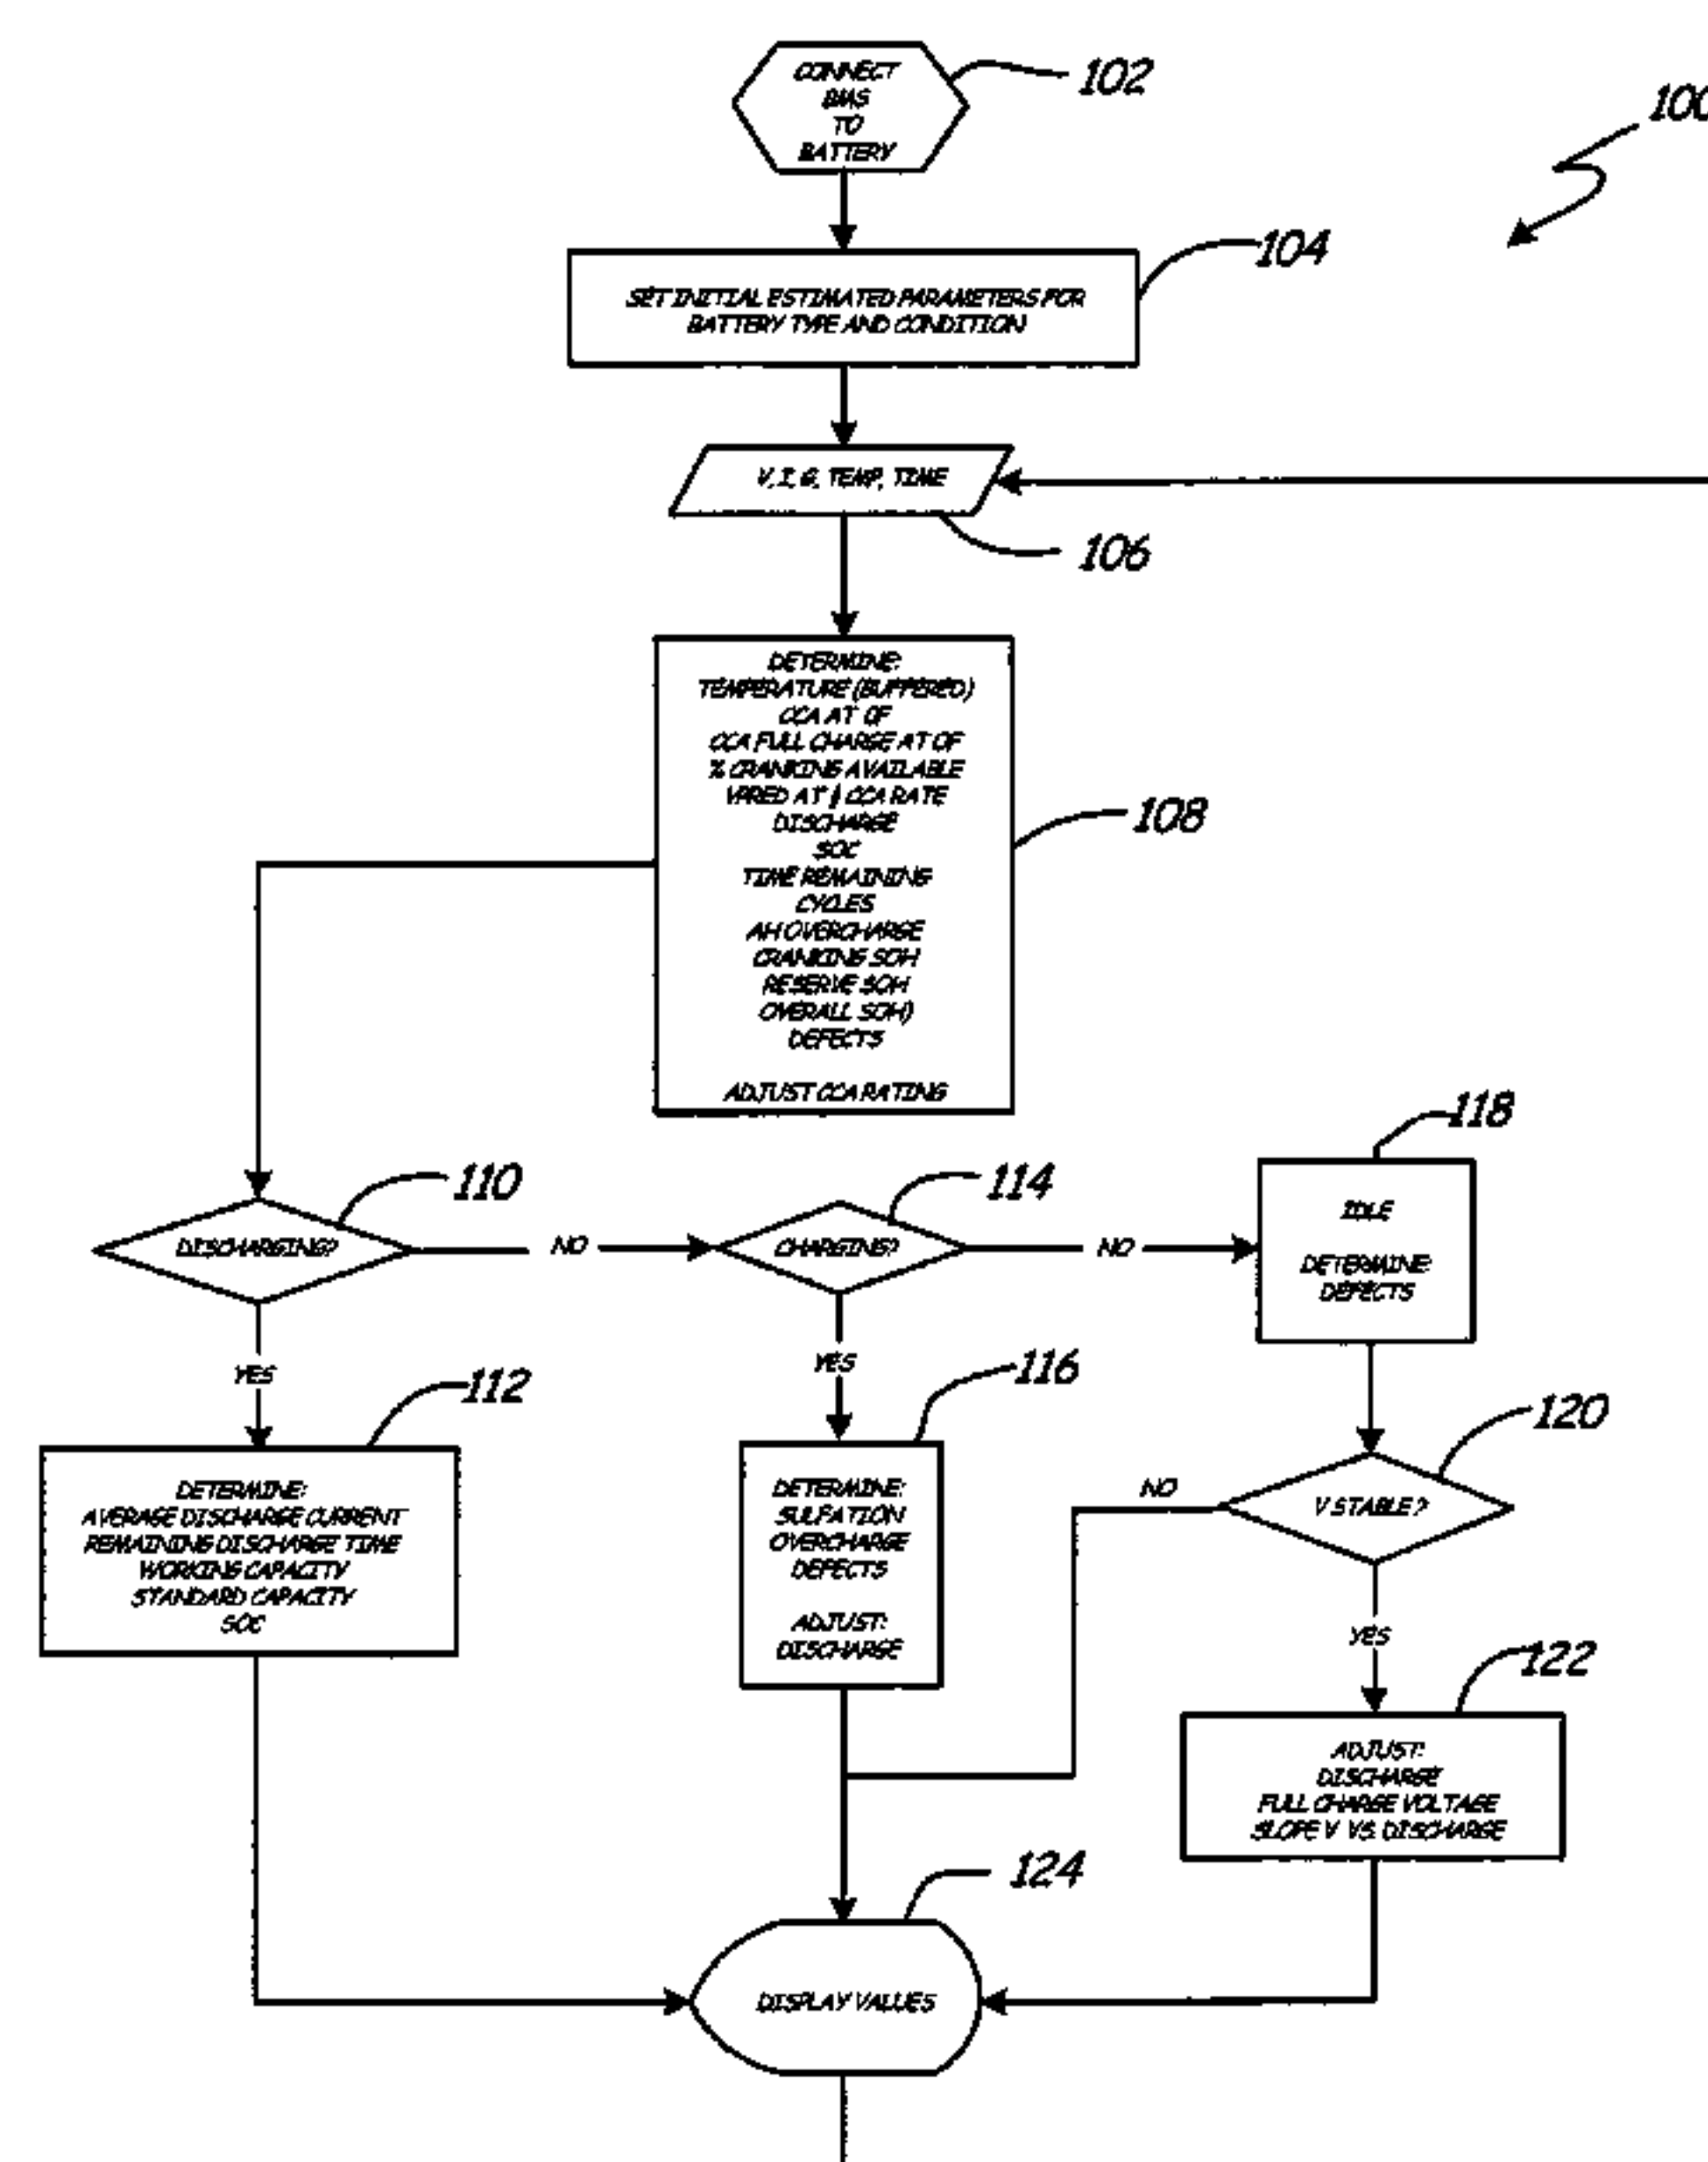 CONNECT
BMS
TO
BATTERY
102
100
104
SET INITIAL ESTIMATED PARAMETERS FOR
BATTERY TYPE AND CONDITION
V, I, G, TEMP, TIME
106
DETERMINE:
TEMPERATURE (BUFFERED)
CCA AT 0F
CCA FULL CHARGE AT 0F
% CRANKING AVAILABLE
VPRED AT CCA RATE
DISCHARGE
SOC
TIME REMAINING
CYCLES
AH OVERCHARGE
CRANKING SOH
RESERVE SOH
OVERALL SOH)
DEFECTS
ADJUST CCA RATING
108
110
DISCHARGING?
NO
114
CHARGING?
NO
118
IDLE
DETERMINE:
DEFECTS
YES
112
DETERMINE:
AVERAGE DISCHARGE CURRENT
REMAINING DISCHARGE TIME
WORKING CAPACITY
STANDARD CAPACITY
SOC
YES
116
DETERMINE:
SULFATION
OVERCHARGE
DEFECTS
ADJUST:
DISCHARGE
120
NO
V STABLE?
YES
122
ADJUST:
DISCHARGE
FULL CHARGE VOLTAGE
SLOPE V VS. DISCHARGE
124
DISPLAY VALUES